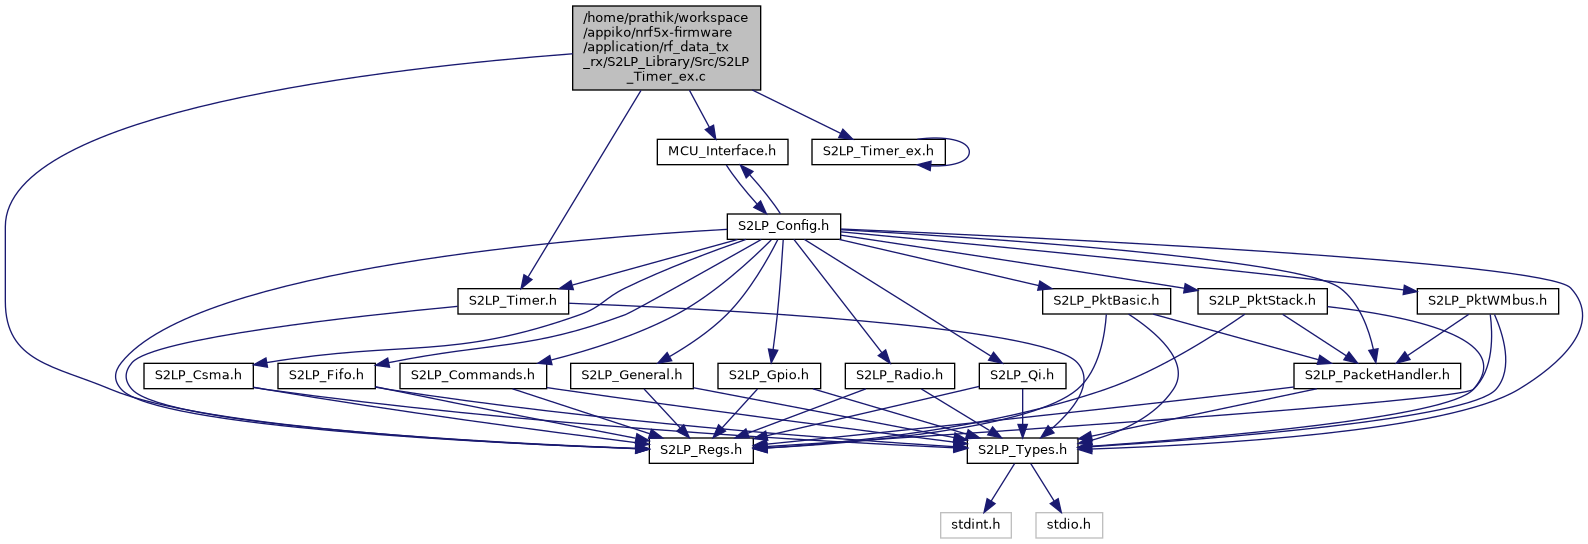 /home/prathik/workspace
/appiko/nrf5x-firmware
/application/rf_data_tx
_rx/S2LP_Library/Src/S2LP
_Timer_ex.c
MCU_Interface.h
S2LP_Timer_ex.h
S2LP_Config.h
S2LP_Timer.h
S2LP_PktBasic.h
S2LP_PktStack.h
S2LP_PktWMbus.h
S2LP_Csma.h
S2LP_Fifo.h
S2LP_Commands.h
S2LP_General.h
S2LP_Gpio.h
S2LP_Radio.h
S2LP_Qi.h
S2LP_PacketHandler.h
S2LP_Regs.h
S2LP_Types.h
stdint.h
stdio.h